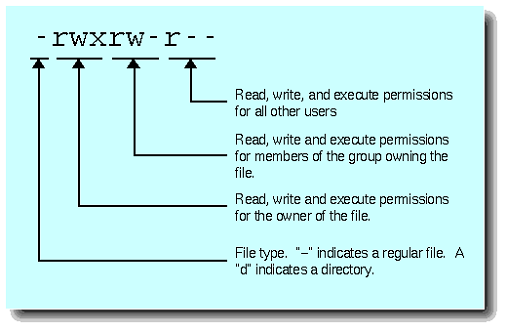 -rwxrw-r--
Read, write, and execute permissions
for all other users
Read, write and execute permissions
for members of the group owning the
file.
Read, write and execute permissions
for the owner of the file.
File type. "–" indicates a regular file. A
"d" indicates a directory.